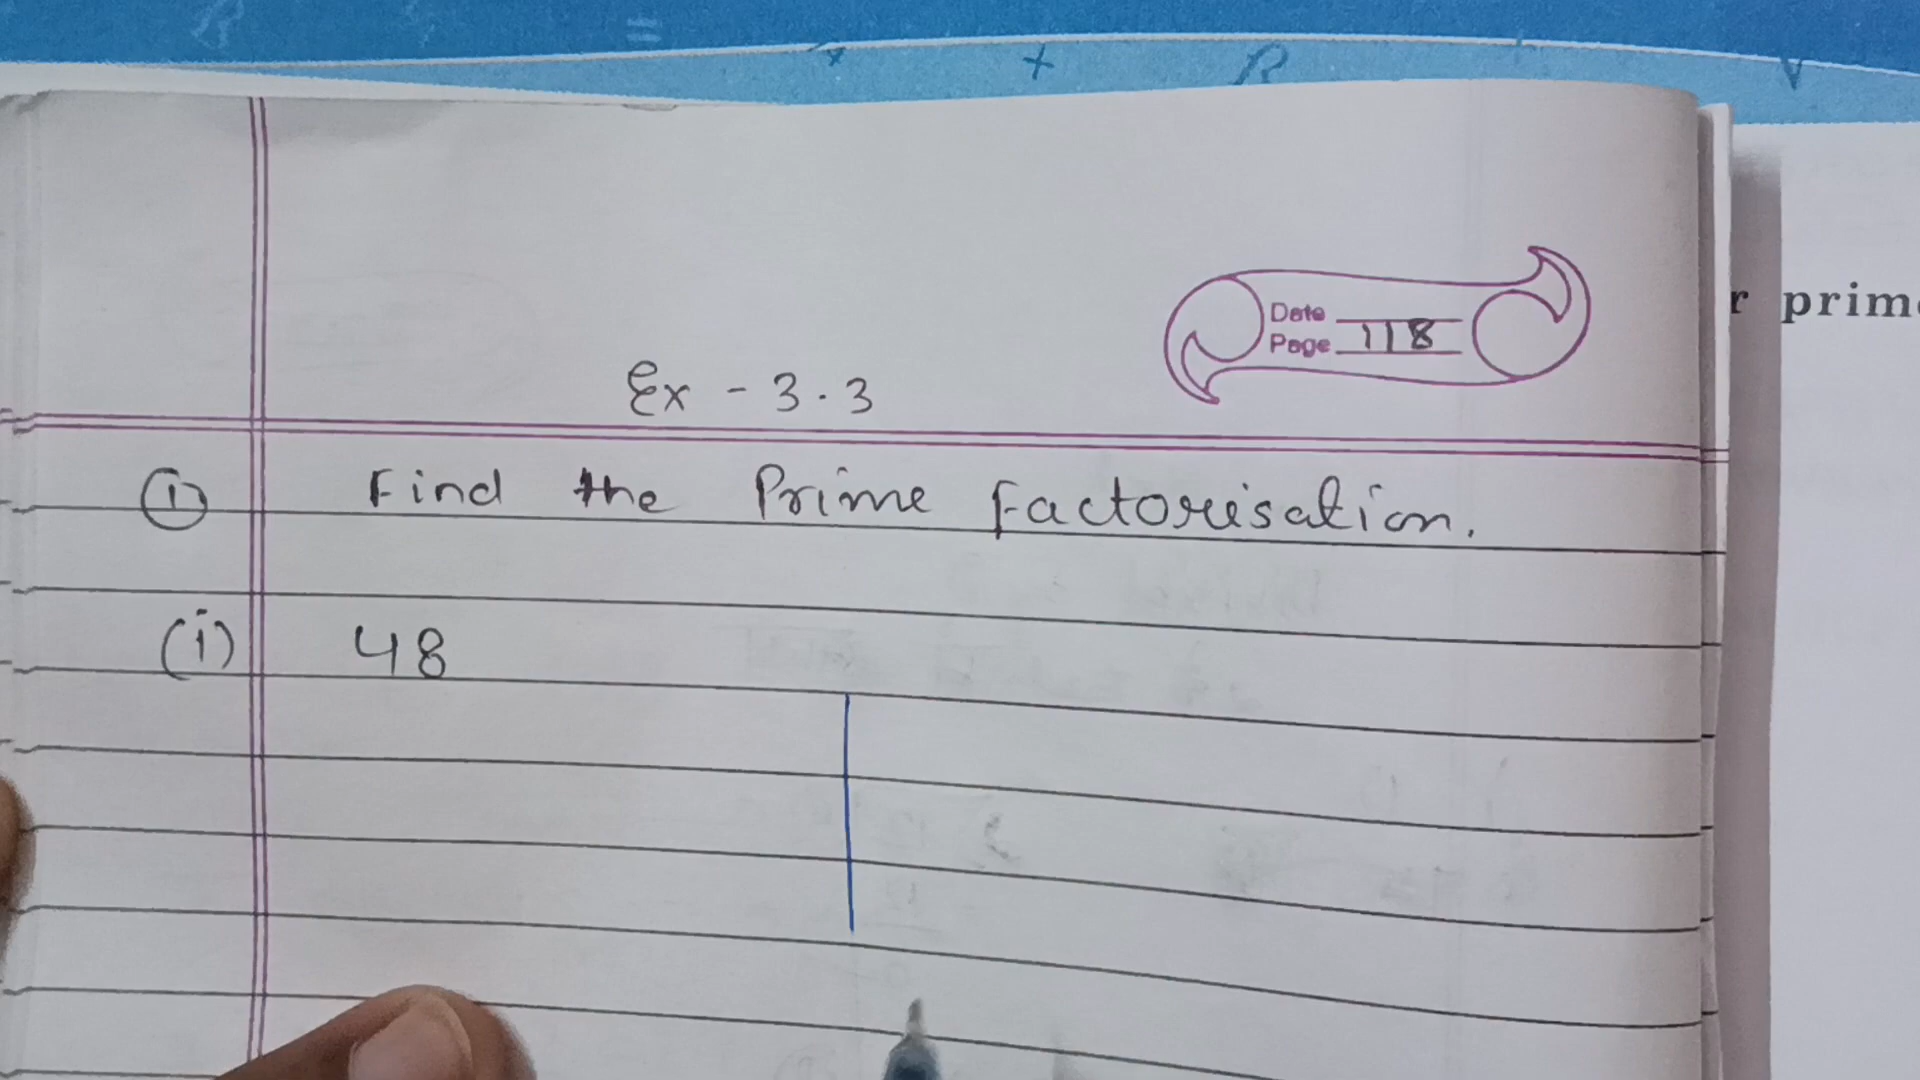 Date
Page 118
Ex - 3.3
① Find the Prime Factorisation.
(i) 48
r prim